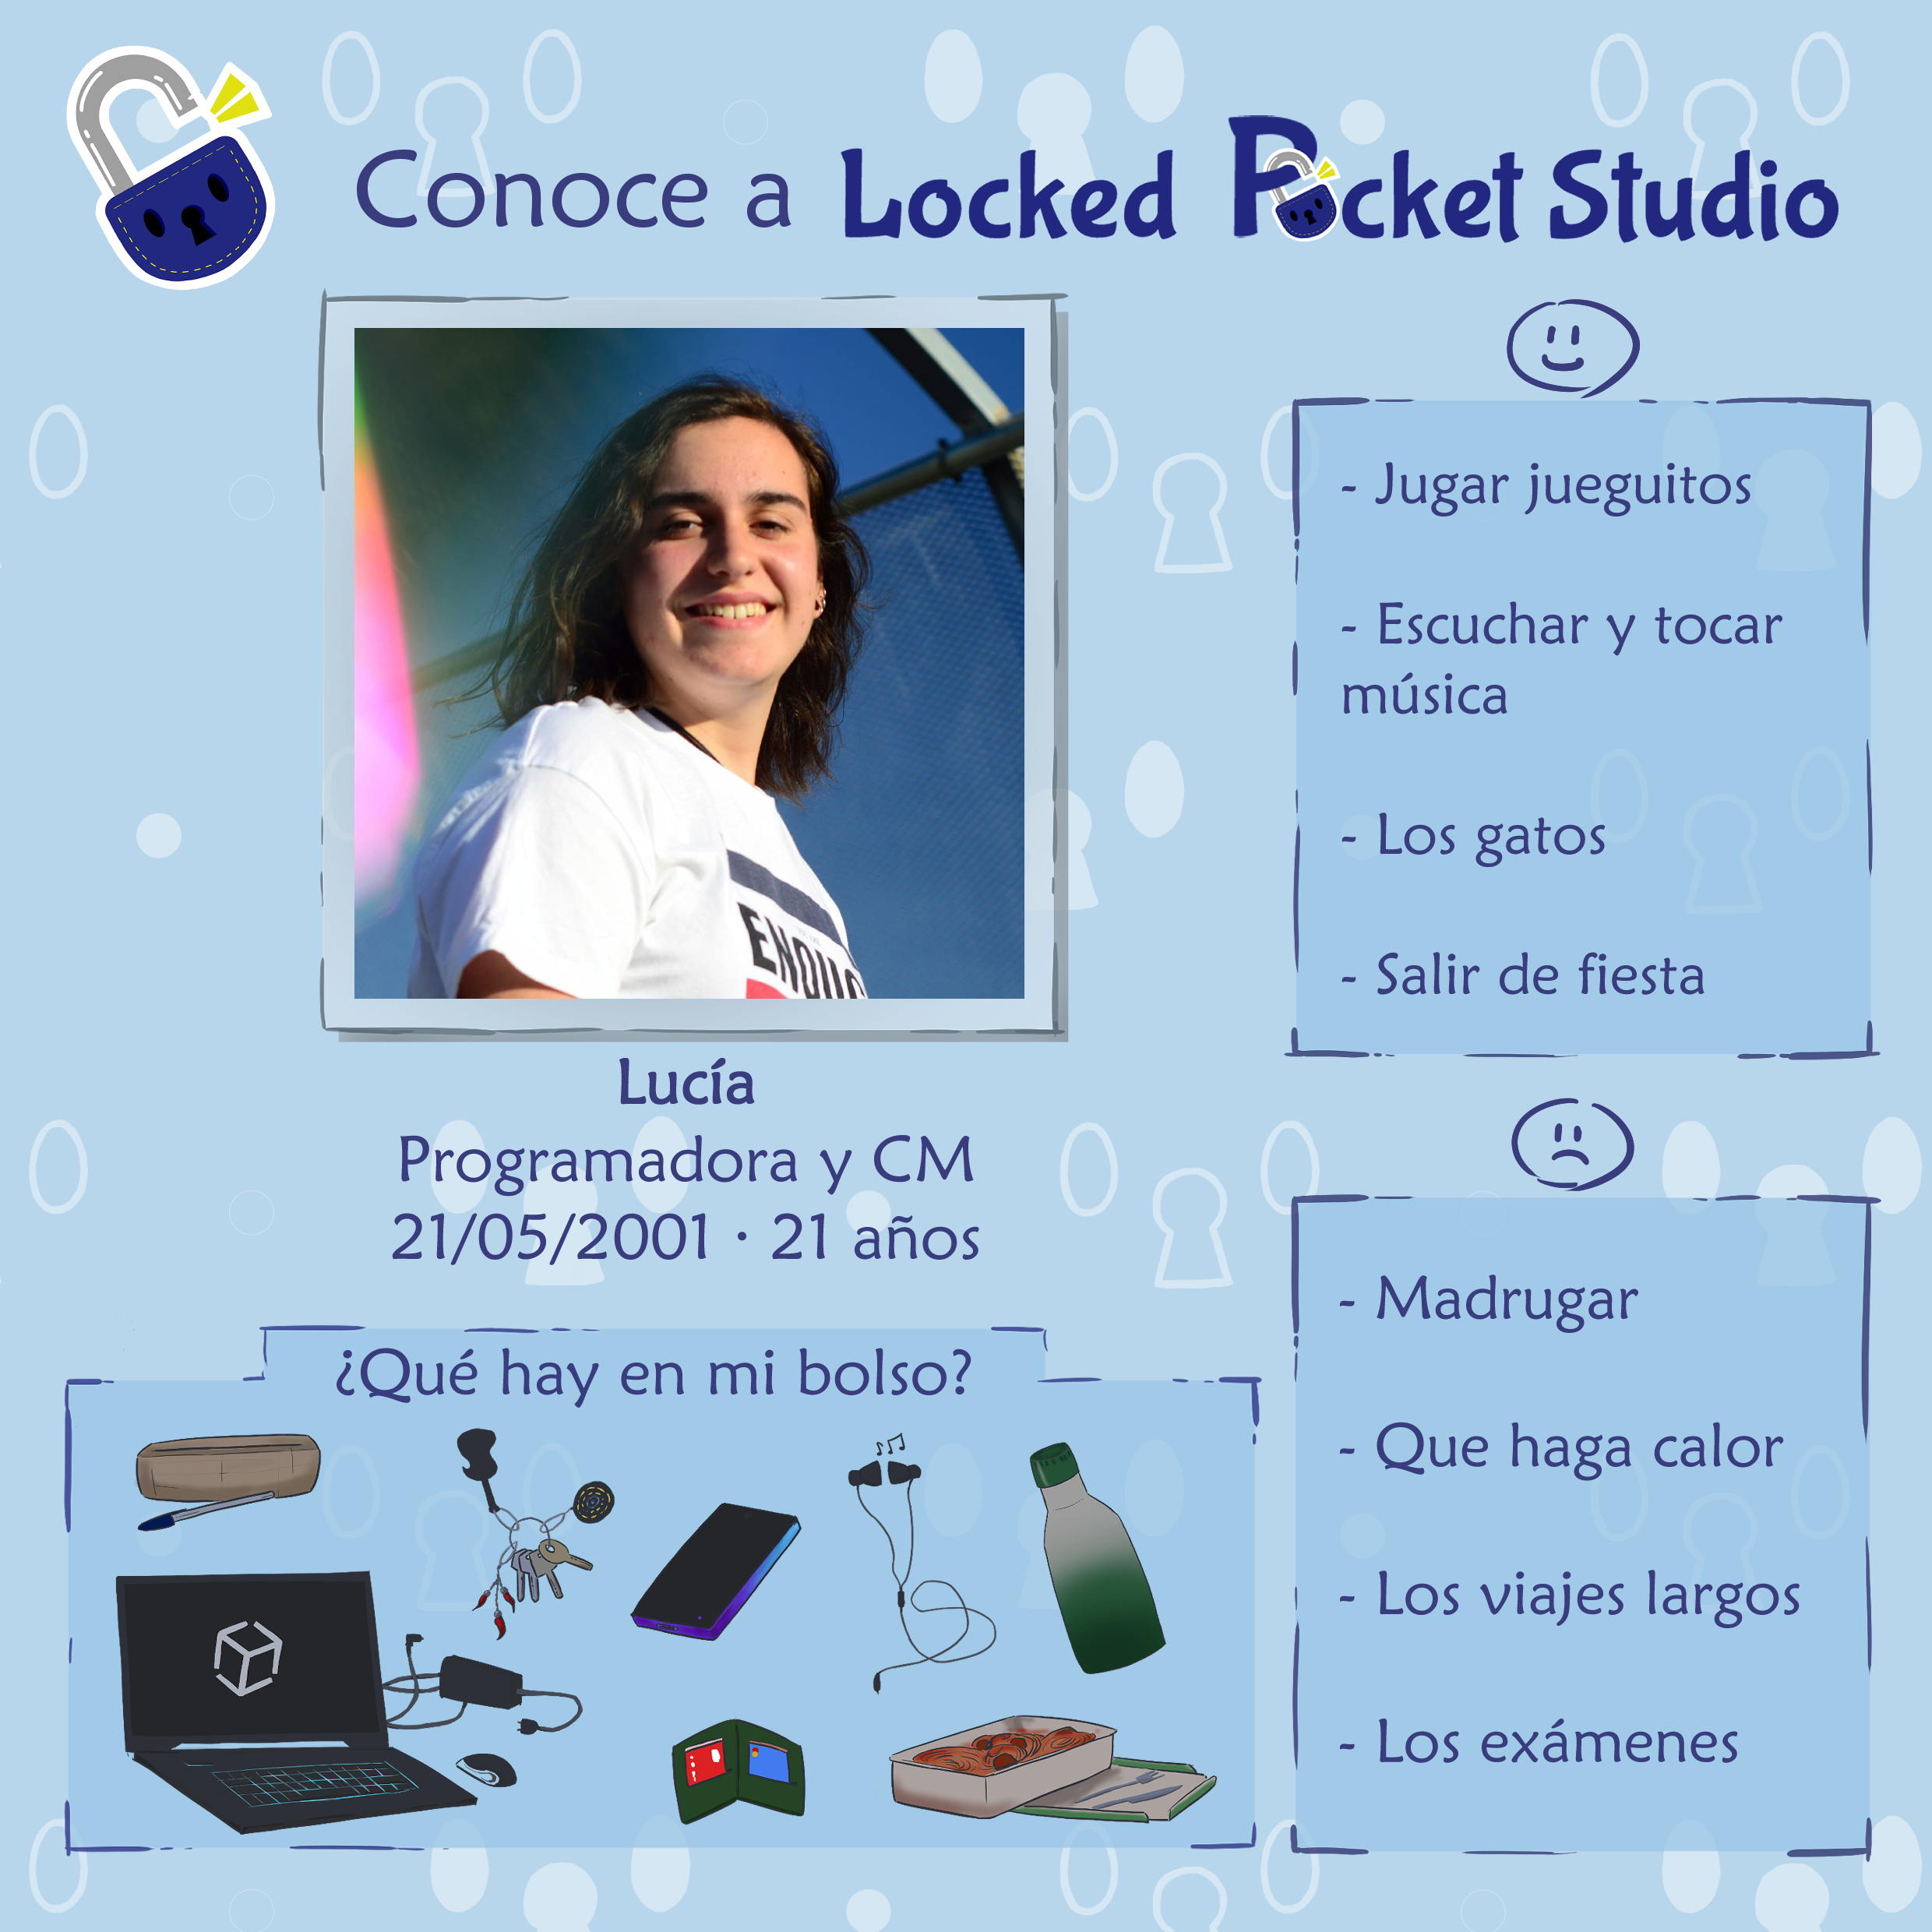 Conoce a Locked Pocket Studio
- Jugar jueguitos
- Escuchar y tocar
música
- Los gatos
- Salir de fiesta
ENOUG
Lucía
Programadora y CM
21/05/2001 · 21 años
- Madrugar
- Que haga calor
- Los viajes largos
- Los exámenes
¿Qué hay en mi bolso?